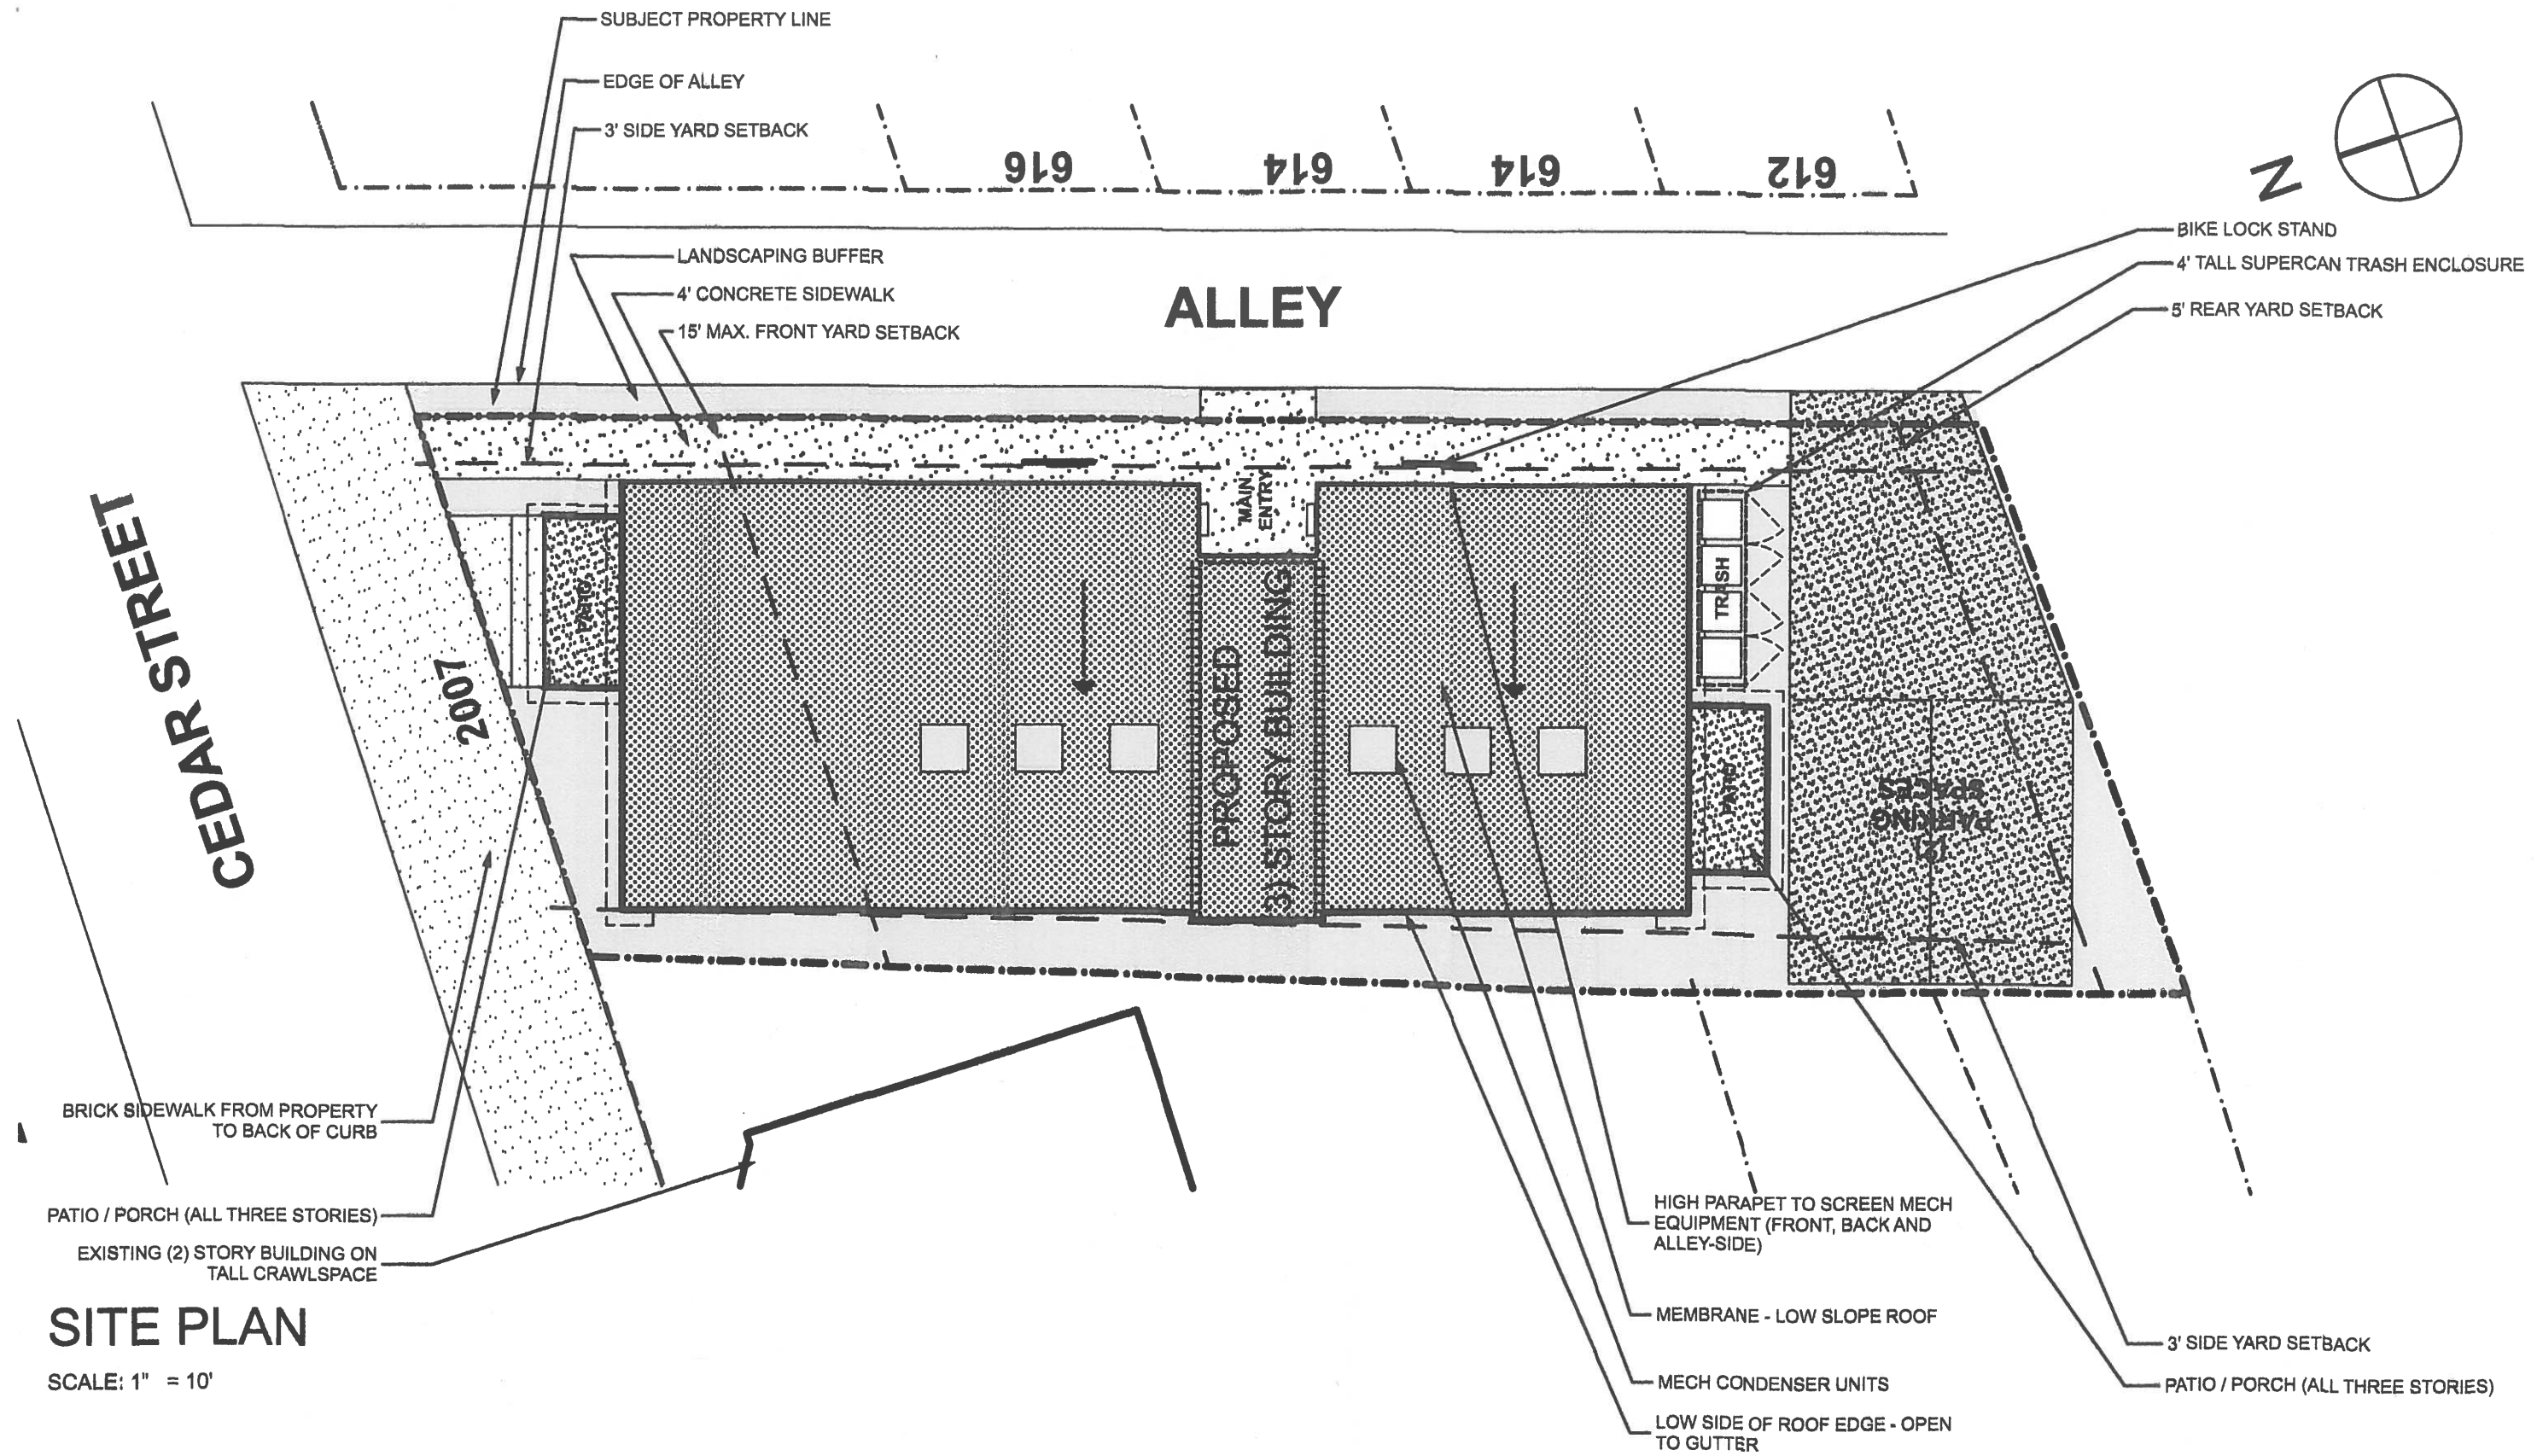 SUBJECT PROPERTY LINE
EDGE OF ALLEY
3' SIDE YARD SETBACK
616
614
614
612
N
LANDSCAPING BUFFER
4' CONCRETE SIDEWALK
15' MAX. FRONT YARD SETBACK
ALLEY
BIKE LOCK STAND
4' TALL SUPERCAN TRASH ENCLOSURE
5' REAR YARD SETBACK
CEDAR STREET
2007
PATIO
MAIN
ENTRY
PROPOSED
3) STORY BUILDING
TRASH
PATIO
(2)
PARKING
SPACES
BRICK SIDEWALK FROM PROPERTY
TO BACK OF CURB
PATIO / PORCH (ALL THREE STORIES)
EXISTING (2) STORY BUILDING ON
TALL CRAWLSPACE
HIGH PARAPET TO SCREEN MECH
EQUIPMENT (FRONT, BACK AND
ALLEY-SIDE)
MEMBRANE - LOW SLOPE ROOF
MECH CONDENSER UNITS
LOW SIDE OF ROOF EDGE - OPEN
TO GUTTER
3' SIDE YARD SETBACK
PATIO / PORCH (ALL THREE STORIES)
SITE PLAN
SCALE: 1" = 10'